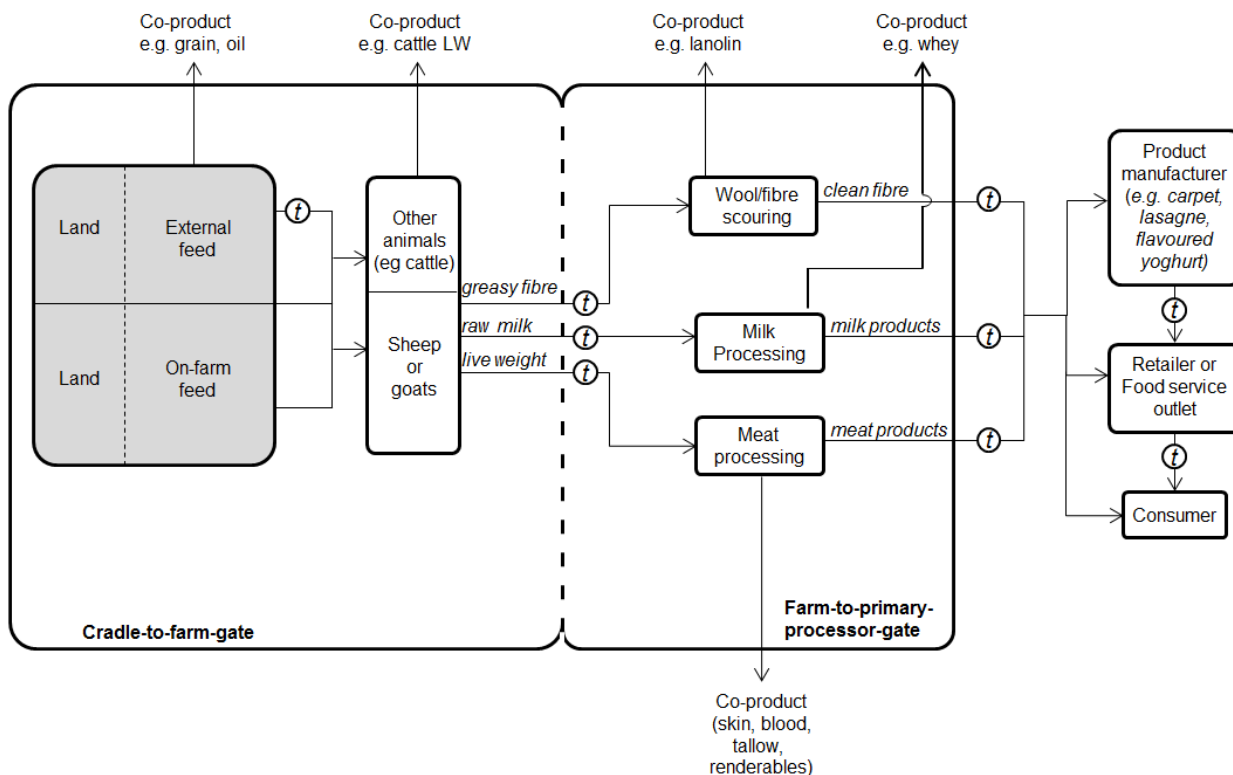 Co-product
e.g. grain, oil
Co-product
e.g. cattle LW
Co-product
e.g. lanolin
Co-product
e.g. whey
Land
External
feed
t
Land
On-farm
feed
Other
animals
(eg cattle)
Sheep
or
goats
greasy fibre
t
raw milk
t
live weight
t
Wool/fibre
scouring
clean fibre
t
Milk
Processing
milk products
t
Meat
processing
meat products
t
Product
manufacturer
(e.g. carpet,
lasagne,
flavoured
yoghurt)
t
Retailer or
Food service
outlet
t
Consumer
Cradle-to-farm-gate
Farm-to-primary-
processor-gate
Co-product
(skin, blood,
tallow,
renderables)